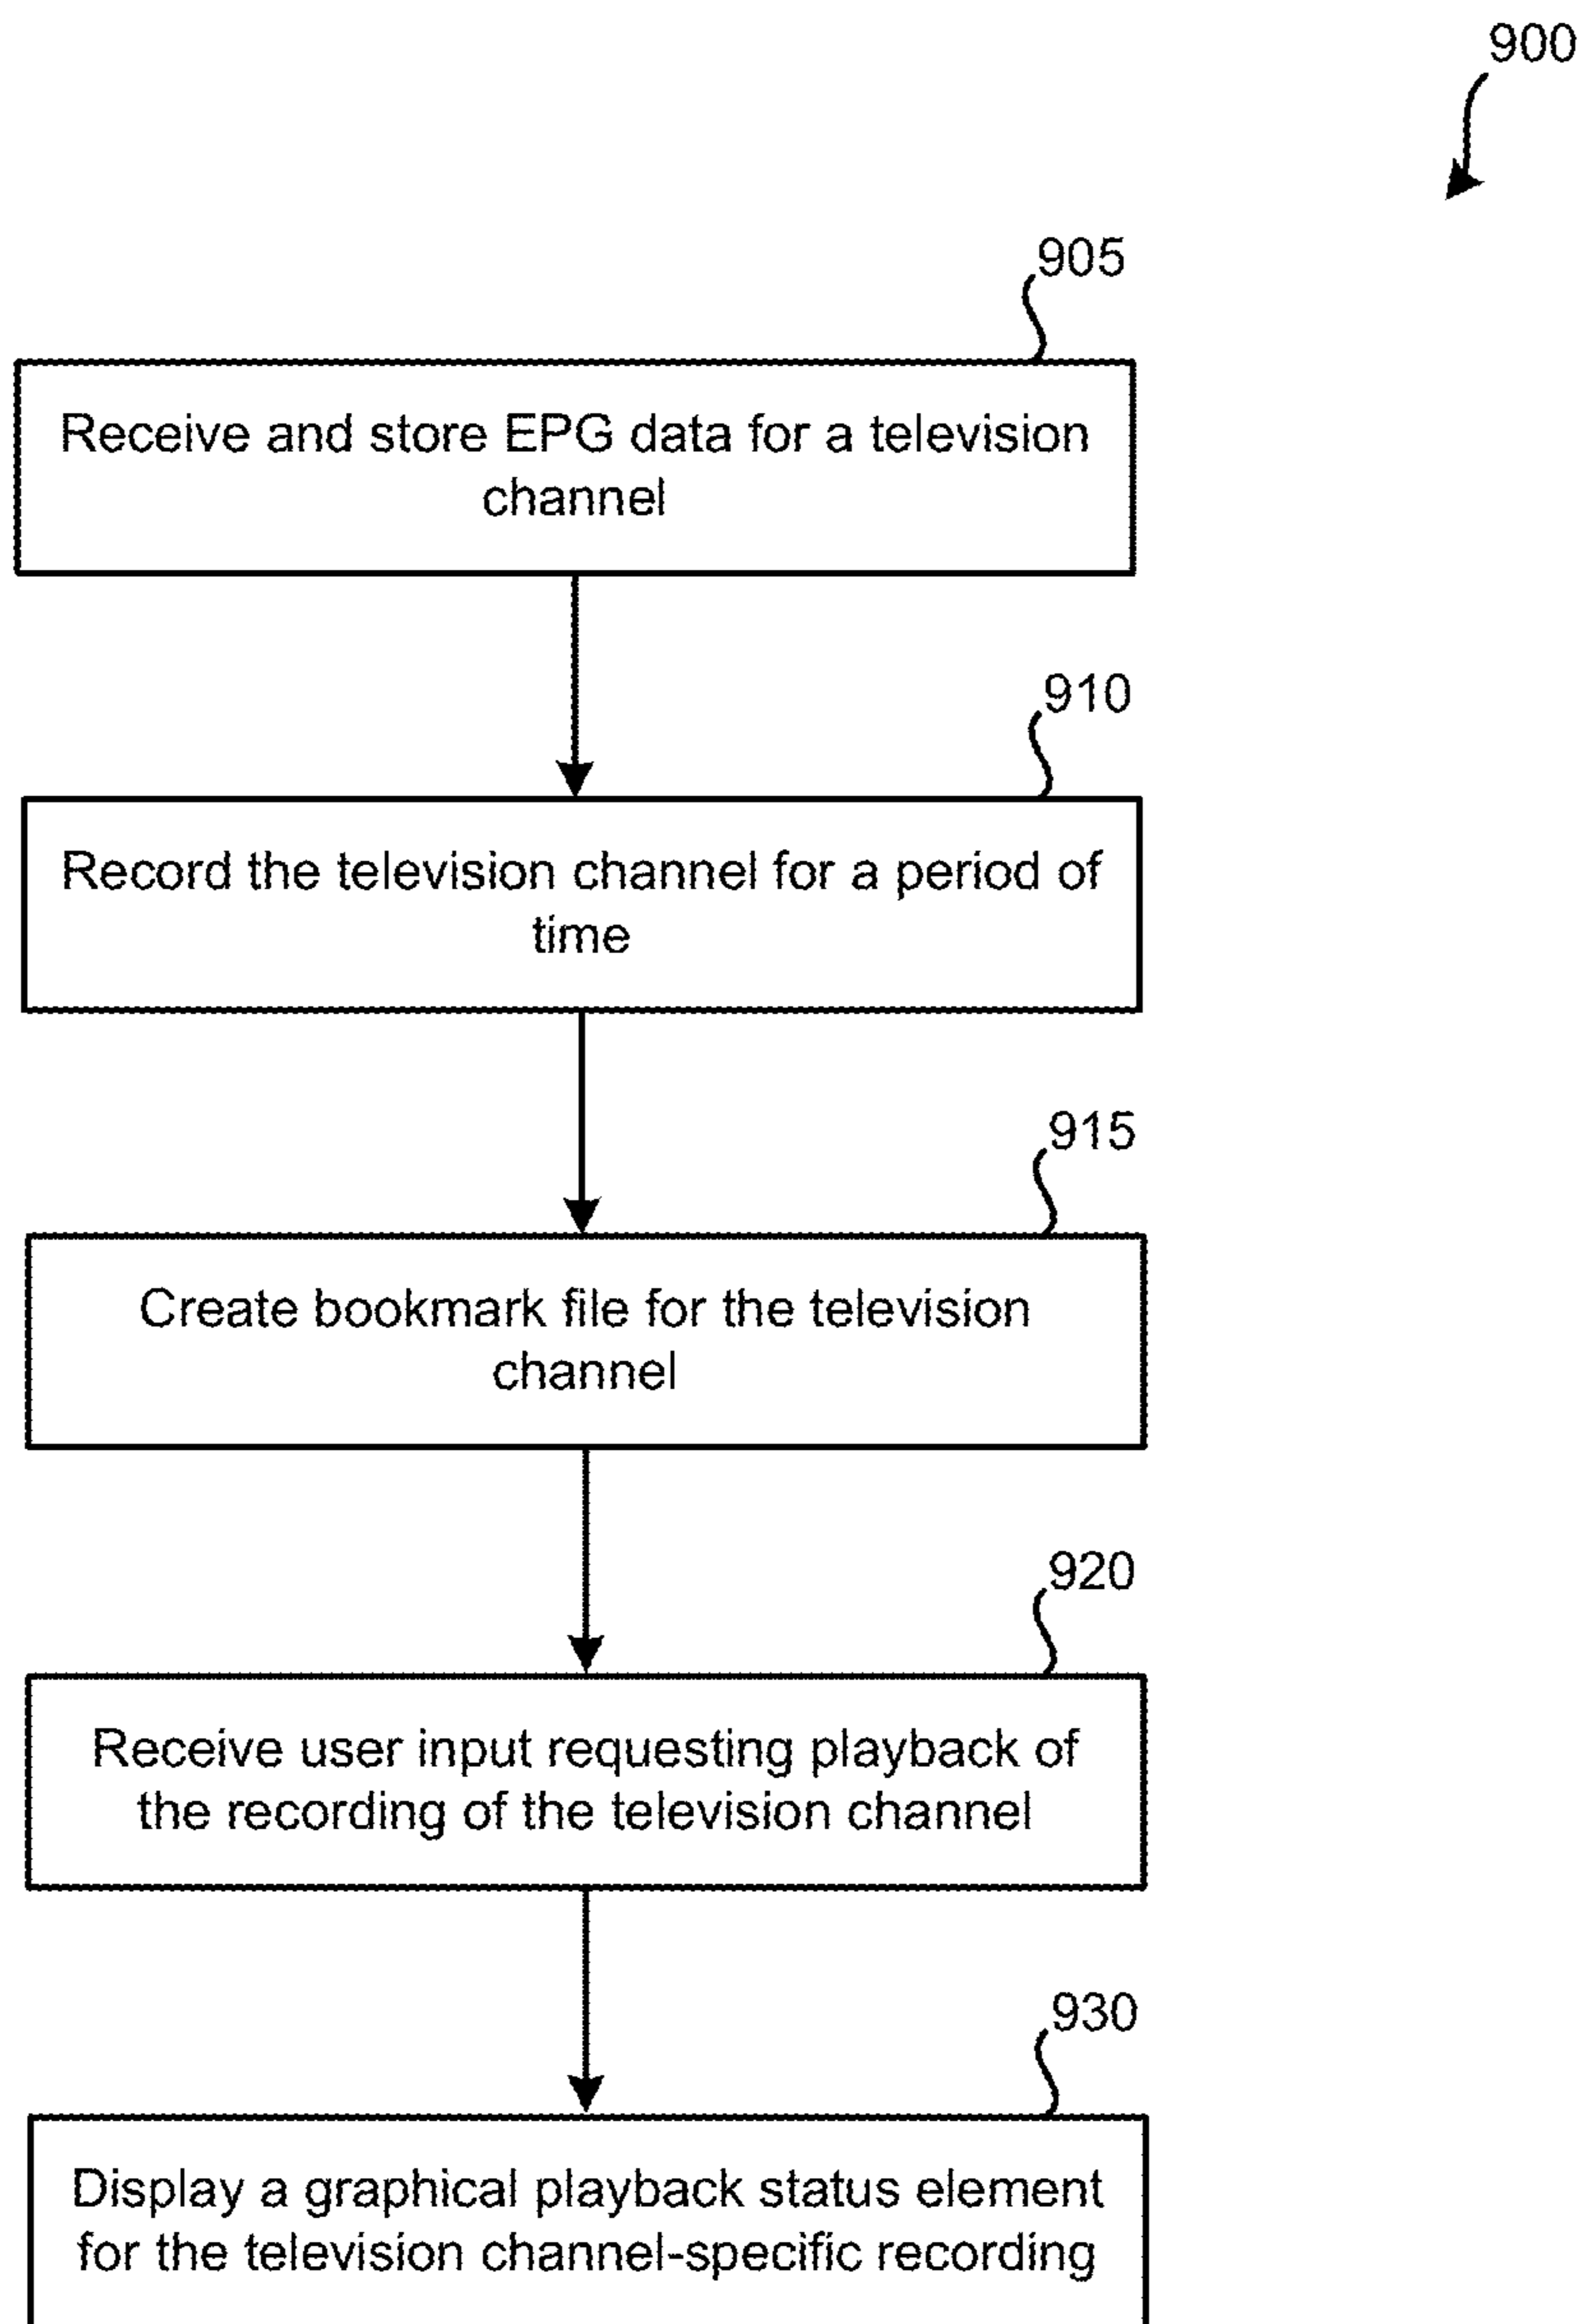 900
905
Receive and store EPG data for a television
channel
910
Record the television channel for a period of
time
915
Create bookmark file for the television
channel
920
Receive user input requesting playback of
the recording of the television channel
930
Display a graphical playback status element
for the television channel-specific recording